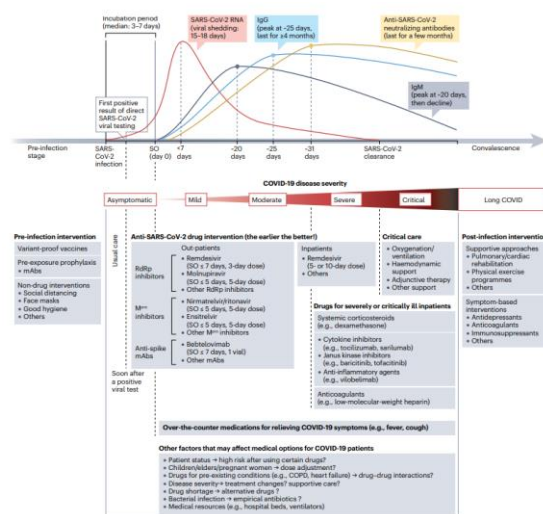 Incubation period
(median: 3–7 days)
SARS-CoV-2 RNA
(viral shedding:
15–18 days)
IgG
(peak at ~25 days,
last for ≥4 months)
Anti-SARS-CoV-2
neutralizing antibodies
(last for a few months)
IgM
(peak at ~20 days,
then decline)
First positive
result of direct
SARS-CoV-2
viral testing
Pre-infection
stage
SARS-
CoV-2
infection
SO
(day 0)
<7
days
~20
days
~25
days
~31
days
SARS-CoV-2
clearance
Convalescence
COVID-19 disease severity
Asymptomatic
Mild
Moderate
Severe
Critical
Long COVID
Pre-infection intervention
Variant-proof vaccines
Pre-exposure prophylaxis
• mAbs
Non-drug interventions
• Social distancing
• Face masks
• Good hygiene
• Others
Usual care
Soon after
a positive
viral test
Anti-SARS-CoV-2 drug intervention (the earlier the better!)
Out-patients
RdRp
inhibitors
• Remdesivir
(SO ≤ 7 days, 3-day dose)
• Molnupiravir
(SO ≤ 5 days, 5-day dose)
• Other RdRp inhibitors
Mpro
inhibitors
• Nirmatrelvir/ritonavir
(SO ≤ 5 days, 5-day dose)
• Ensitrelvir
(SO ≤ 5 days, 5-day dose)
• Other Mpro inhibitors
Anti-spike
mAbs
• Bebtelovimab
(SO ≤ 7 days, 1 vial)
• Other mAbs
Inpatients
• Remdesivir
(5- or 10-day dose)
• Others
Critical care
• Oxygenation/
ventilation
• Haemodynamic
support
• Adjunctive therapy
• Other support
Drugs for severely or critically ill inpatients
Systemic corticosteroids
(e.g., dexamethasone)
• Cytokine inhibitors
(e.g., tocilizumab, sarilumab)
• Janus kinase inhibitors
(e.g., baricitinib, tofacitinib)
• Anti-inflammatory agents
(e.g., vilobelimab)
Anticoagulants
(e.g., low-molecular-weight heparin)
Post-infection intervention
Supportive approaches
• Pulmonary/cardiac
rehabilitation
• Physical exercise
programmes
• Others
Symptom-based
interventions
• Antidepressants
• Anticoagulants
• Immunosuppressants
• Others
Over-the-counter medications for relieving COVID-19 symptoms (e.g., fever, cough)
Other factors that may affect medical options for COVID-19 patients
• Patient status → high risk after using certain drugs?
• Children/elders/pregnant women → dose adjustment?
• Drugs for pre-existing conditions (e.g., COPD, heart failure) → drug–drug interactions?
• Disease severity → treatment changes? supportive care?
• Drug shortage → alternative drugs ?
• Bacterial infection → empirical antibiotics ?
• Medical resources (e.g., hospital beds, ventilators)